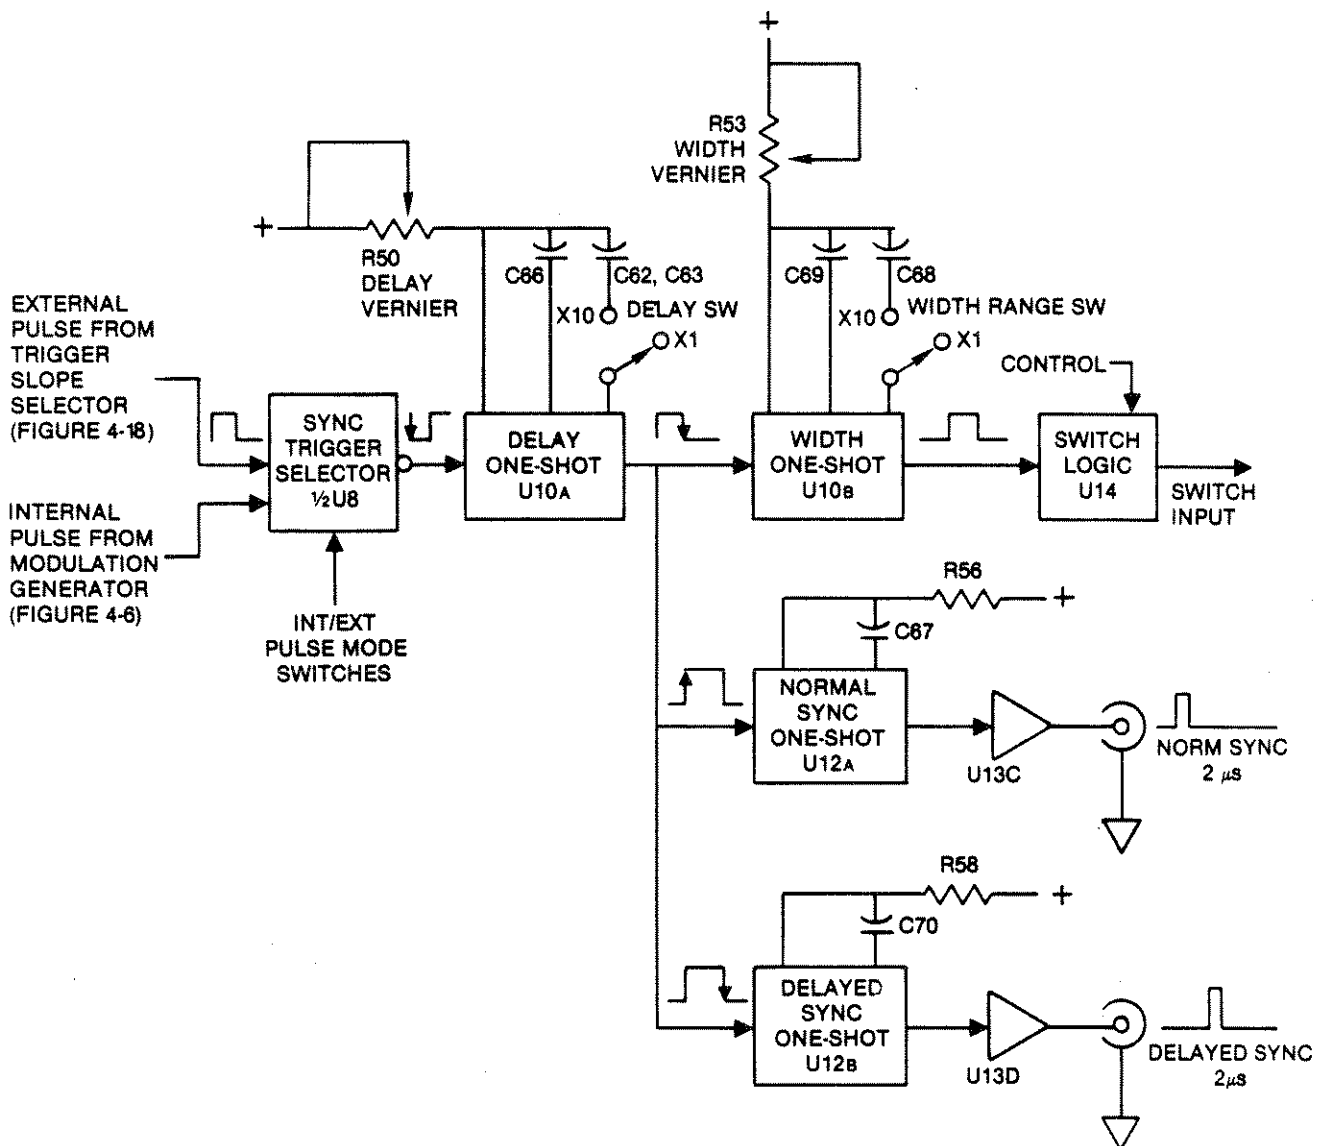 +
R53
WIDTH
VERNIER
+
R50
DELAY
VERNIER
C66
C62, C63
X10
DELAY SW
X1
C69
C68
X10
WIDTH RANGE SW
X1
CONTROL
EXTERNAL
PULSE FROM
TRIGGER
SLOPE
SELECTOR
(FIGURE 4-18)
SYNC
TRIGGER
SELECTOR
½U8
DELAY
ONE-SHOT
U10A
WIDTH
ONE-SHOT
U10B
SWITCH
LOGIC
U14
SWITCH
INPUT
INTERNAL
PULSE FROM
MODULATION
GENERATOR
(FIGURE 4-6)
INT/EXT
PULSE MODE
SWITCHES
R56
+
C67
NORMAL
SYNC
ONE-SHOT
U12A
U13C
NORM SYNC
2 μs
R58
+
C70
DELAYED
SYNC
ONE-SHOT
U12B
U13D
DELAYED SYNC
2μs